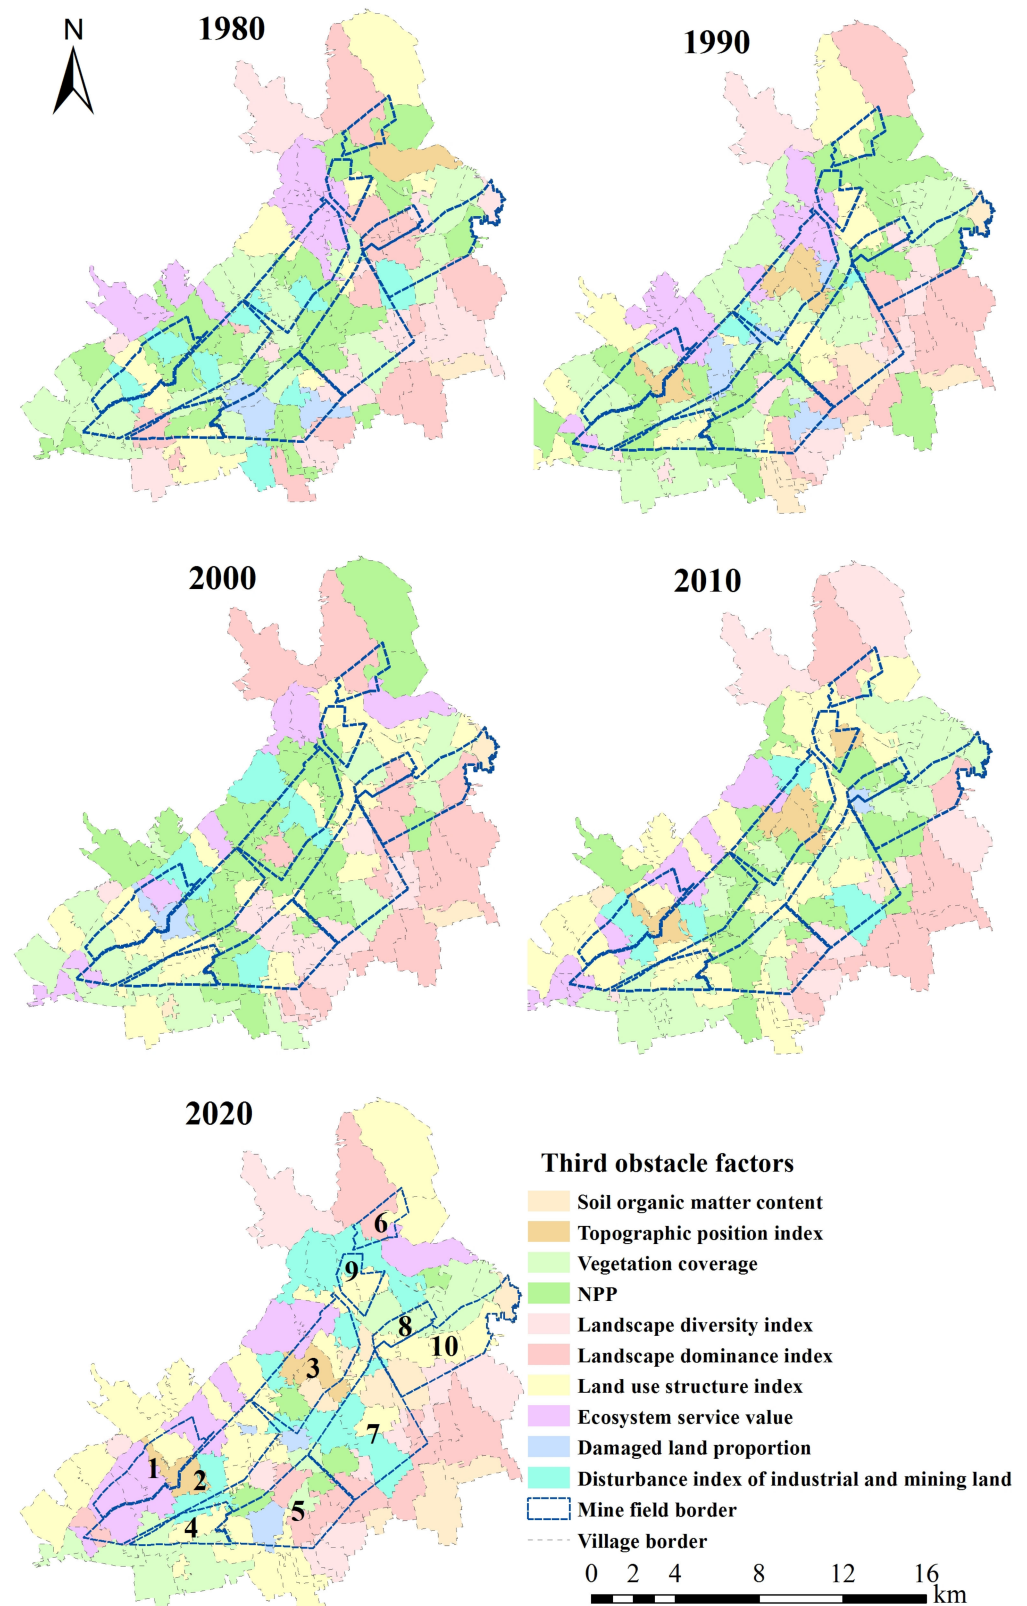 N
1980
1990
2000
2010
2020
Third obstacle factors
Soil organic matter content
Topographic position index
Vegetation coverage
NPP
Landscape diversity index
Landscape dominance index
Land use structure index
Ecosystem service value
Damaged land proportion
Disturbance index of industrial and mining land
Mine field border
Village border
0 2 4 8 12 16
km
6
9
8
10
3
7
1
2
5
4